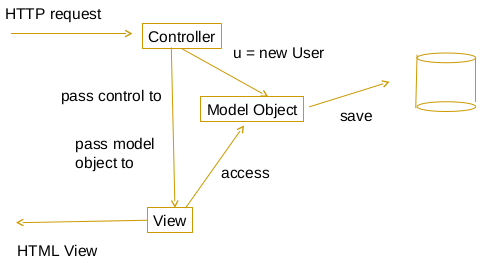 HTTP request
Controller
u = new User
pass control to
Model Object
save
pass model
object to
access
View
HTML View